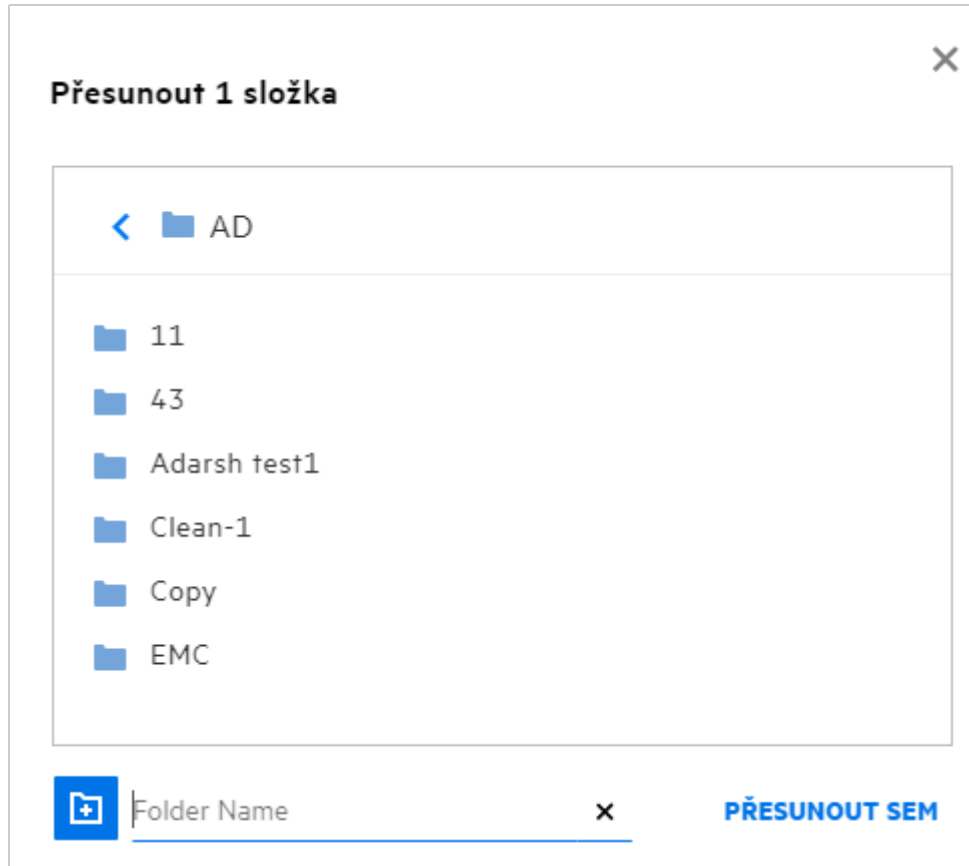 Přesunout 1 složka
AD
11
43
Adarsh test1
Clean-1
Copy
EMC
Folder Name
PŘESUNOUT SEM